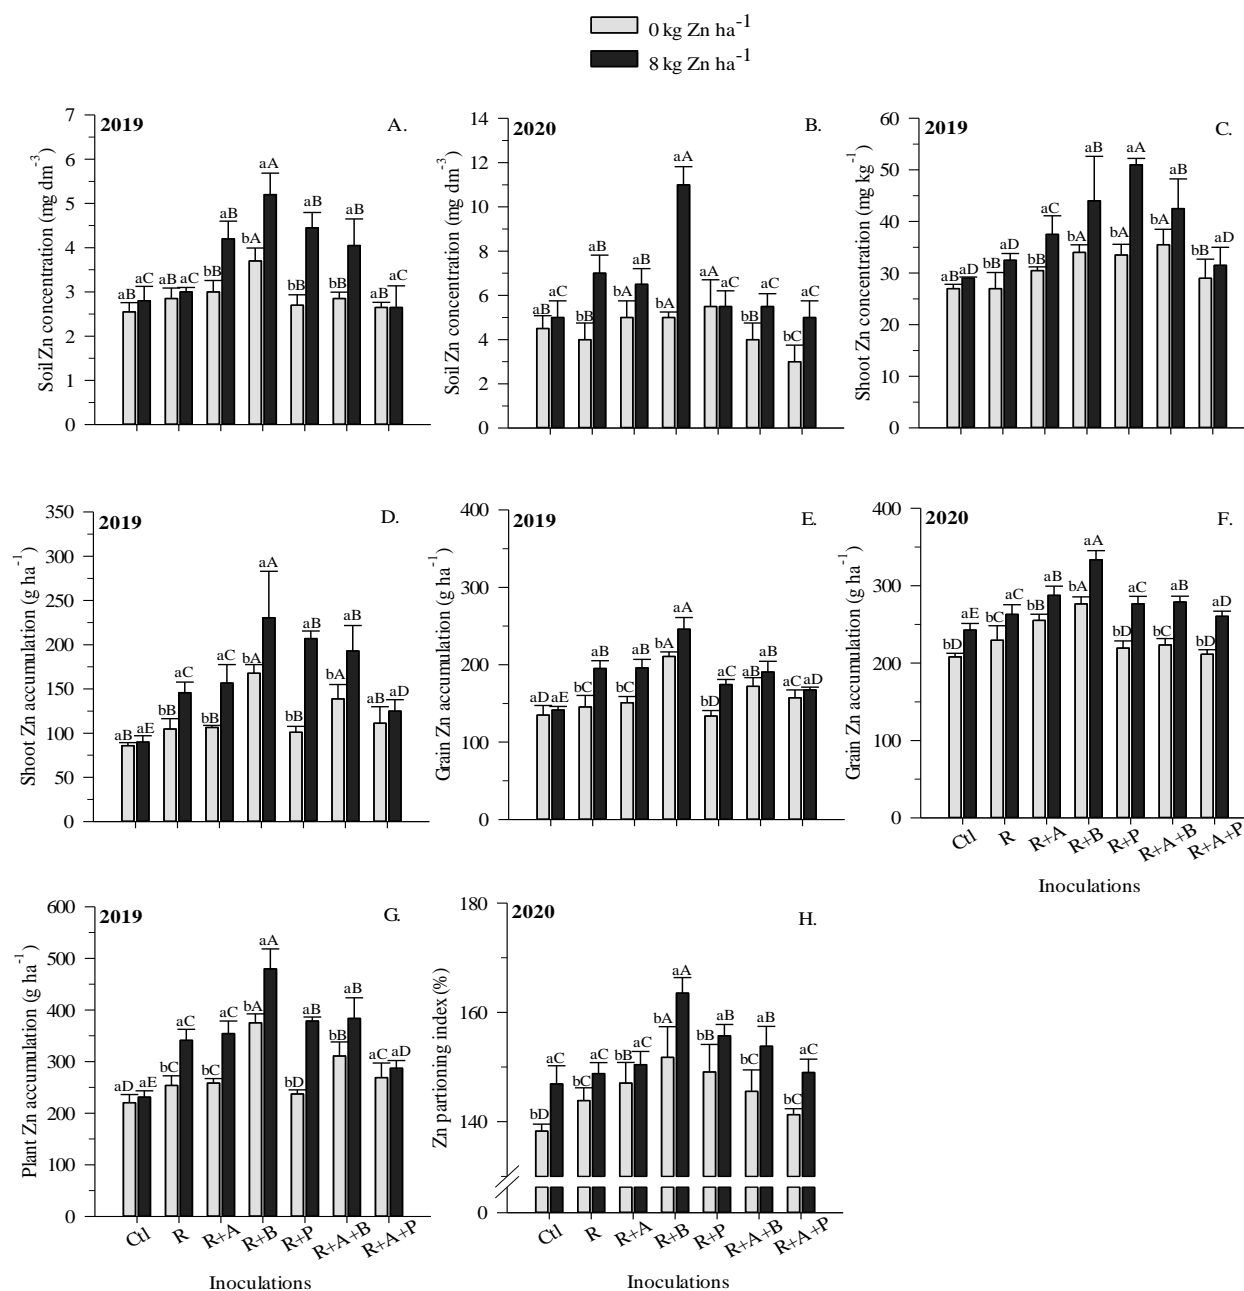 0 kg Zn ha-1
8 kg Zn ha-1
2019
A.
Soil Zn concentration (mg dm-3)
7
6
5
4
3
2
1
0
aB aC aB aC bB aB bA aA bB aB bB aB aB aC
2020
B.
Soil Zn concentration (mg dm-3)
14
12
10
8
6
4
2
0
aB aC bB aB bA aB bA aA aA aC bB aC bC aC
2019
C.
Shoot Zn concentration (mg kg-1)
60
50
40
30
20
10
0
aB aD bB aD bB aC bA aB bA aA bA aB aB aD
2019
D.
Shoot Zn accumulation (g ha-1)
350
300
250
200
150
100
50
0
aB aE bB aC bB aC bA aA bB aB bA aB aB aD
2019
E.
Grain Zn accumulation (g ha-1)
400
300
200
100
0
aD aE bC aB bC aB bA aA bD aC aB aB aC aD
2020
F.
Grain Zn accumulation (g ha-1)
400
300
200
100
0
bD aE bC aC bB aB bA aA bD aC bC aB bD aD
Ctl R R+A R+B R+P R+A+B R+A+P
Inoculations
2019
G.
Plant Zn accumulation (g ha-1)
600
500
400
300
200
100
0
aD aE bC aC bC aC bA aA bD aB bB aB aC aD
Ctl R R+A R+B R+P R+A+B R+A+P
Inoculations
2020
H.
Zn partioning index (%)
180
160
140
0
bD aC bC aC bB aC bA aA bB aB bC aB bC aC
Ctl R R+A R+B R+P R+A+B R+A+P
Inoculations